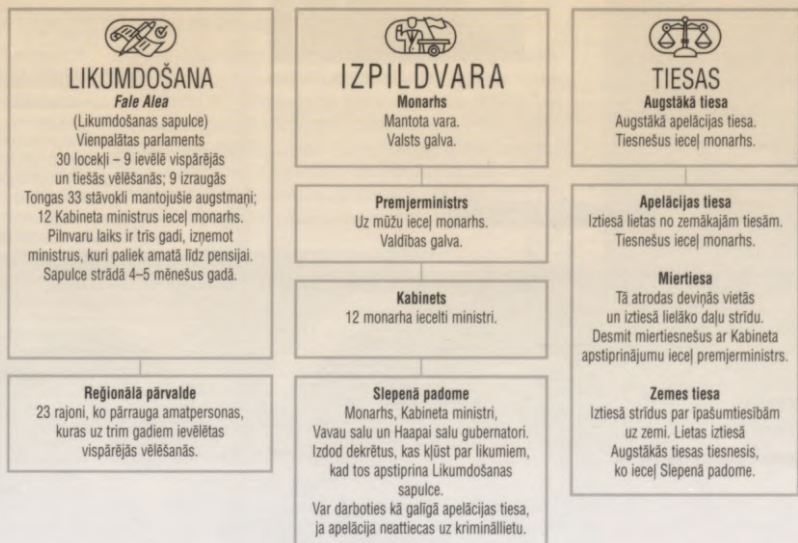 LIKUMDOŠANA
Fale Alea
(Likumdošanas sapulce)
Vienpalātas parlaments
30 locekļi – 9 ievēlē vispārējās
un tiešās vēlēšanās; 9 izraugās
Tongas 33 stāvokli mantojušie augstmaņi;
12 Kabineta ministrus ieceļ monarhs.
Pilnvaru laiks ir trīs gadi, izņemot
ministrus, kuri paliek amatā līdz pensijai.
Sapulce strādā 4–5 mēnešus gadā.
Reģionālā pārvalde
23 rajoni, ko pārrauga amatpersonas,
kuras uz trim gadiem ievēlētas
vispārējās vēlēšanās.
IZPILDVARA
Monarhs
Mantota vara.
Valsts galva.
Premjerministrs
Uz mūžu ieceļ monarhs.
Valdības galva.
Kabinets
12 monarha iecelti ministri.
Slepenā padome
Monarhs, Kabineta ministri,
Vavau salu un Haapai salu gubernatori.
Izdod dekrētus, kas kļūst par likumiem,
kad tos apstiprina Likumdošanas
sapulce.
Var darboties kā galīgā apelācijas tiesa,
ja apelācija neattiecas uz krimināllietu.
TIESAS
Augstākā tiesa
Augstākā apelācijas tiesa.
Tiesnešus ieceļ monarhs.
Apelācijas tiesa
Iztiesā lietas no zemākajām tiesām.
Tiesnešus ieceļ monarhs.
Miertiesa
Tā atrodas deviņās vietās
un iztiesā lielāko daļu strīdu.
Desmit miertiesnešus ar Kabineta
apstiprinājumu ieceļ premjerministrs.
Zemes tiesa
Iztiesā strīdus par īpašumtiesībām
uz zemi. Lietas iztiesā
Augstākās tiesas tiesnesis,
ko ieceļ Slepenā padome.